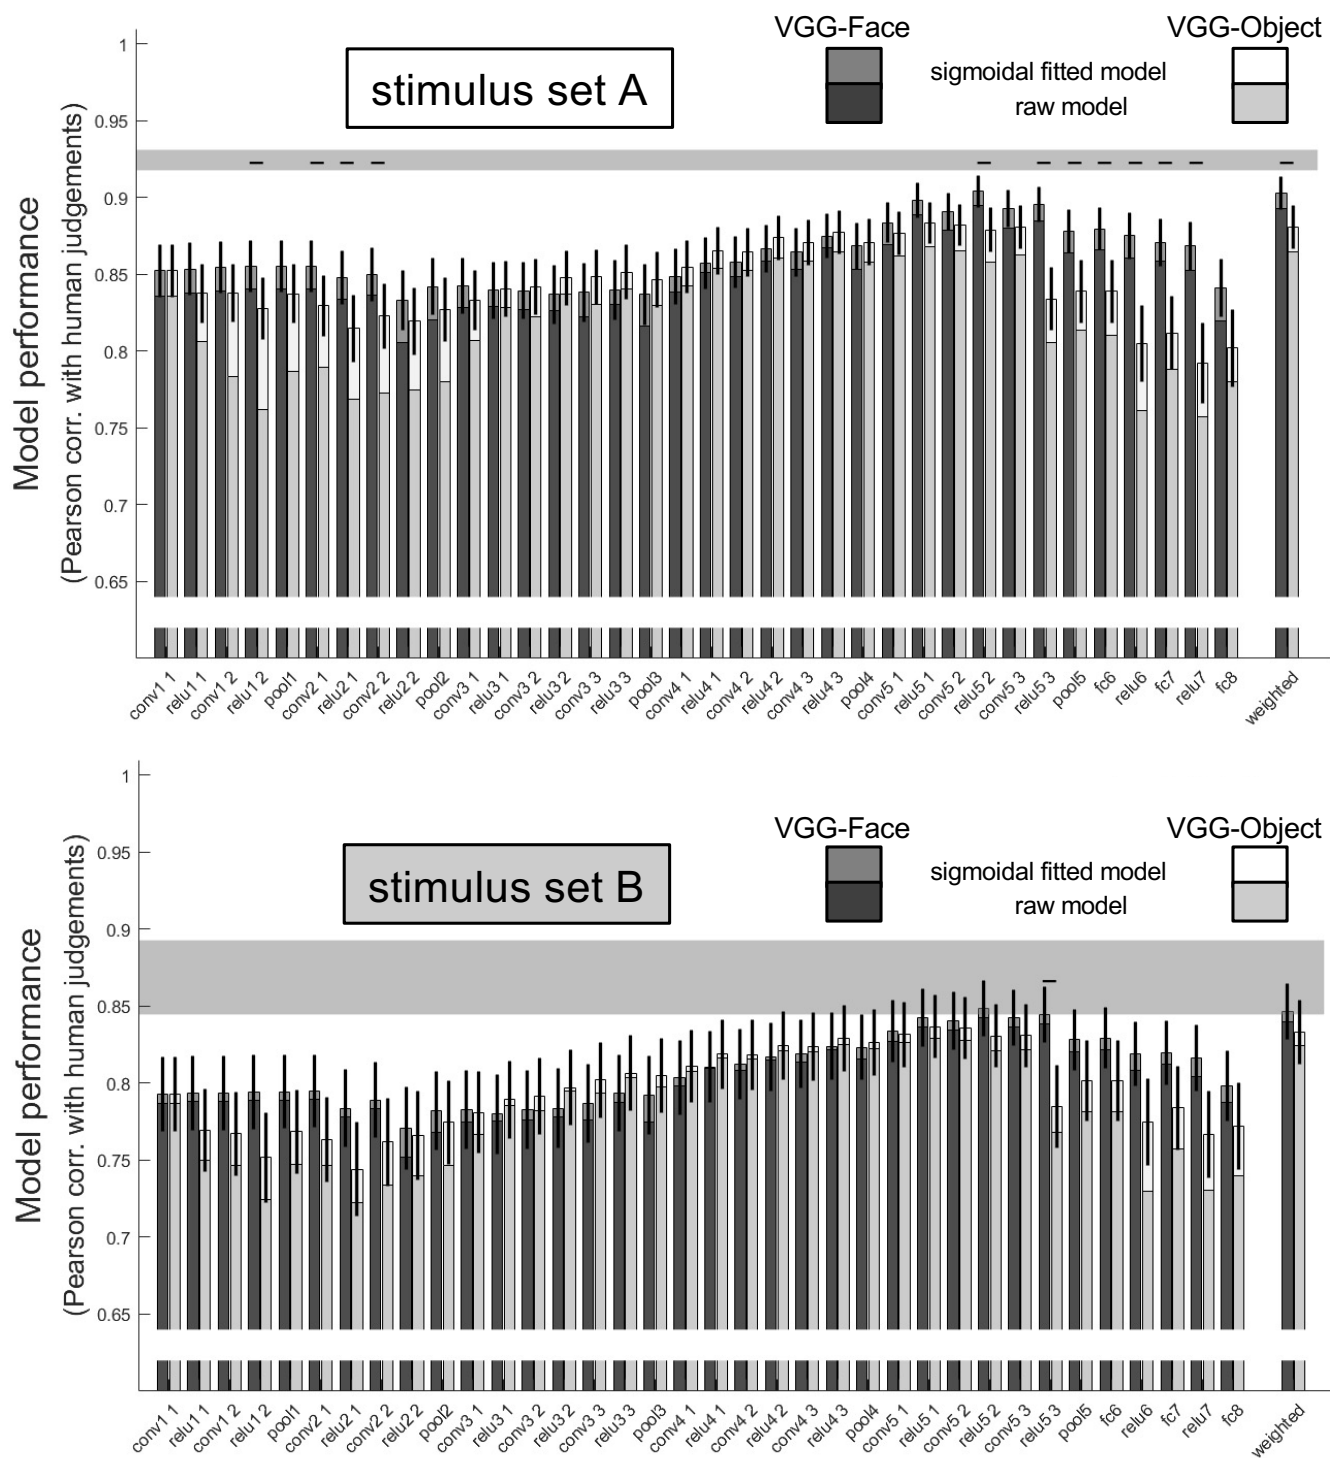 VGG-Face VGG-Object
stimulus set A
sigmoidal fitted model
raw model
Model performance
(Pearson corr. with human judgements)
1
0.95
0.9
0.85
0.8
0.75
0.7
0.65
conv1 1
relu1 1
conv1 2
relu1 2
pool1
conv2 1
relu2 1
conv2 2
relu2 2
pool2
conv3 1
relu3 1
conv3 2
relu3 2
conv3 3
relu3 3
pool3
conv4 1
relu4 1
conv4 2
relu4 2
conv4 3
relu4 3
pool4
conv5 1
relu5 1
conv5 2
relu5 2
conv5 3
relu5 3
pool5
fc6
relu6
fc7
relu7
fc8
weighted
VGG-Face VGG-Object
stimulus set B
sigmoidal fitted model
raw model
Model performance
(Pearson corr. with human judgements)
1
0.95
0.9
0.85
0.8
0.75
0.7
0.65
conv1 1
relu1 1
conv1 2
relu1 2
pool1
conv2 1
relu2 1
conv2 2
relu2 2
pool2
conv3 1
relu3 1
conv3 2
relu3 2
conv3 3
relu3 3
pool3
conv4 1
relu4 1
conv4 2
relu4 2
conv4 3
relu4 3
pool4
conv5 1
relu5 1
conv5 2
relu5 2
conv5 3
relu5 3
pool5
fc6
relu6
fc7
relu7
fc8
weighted